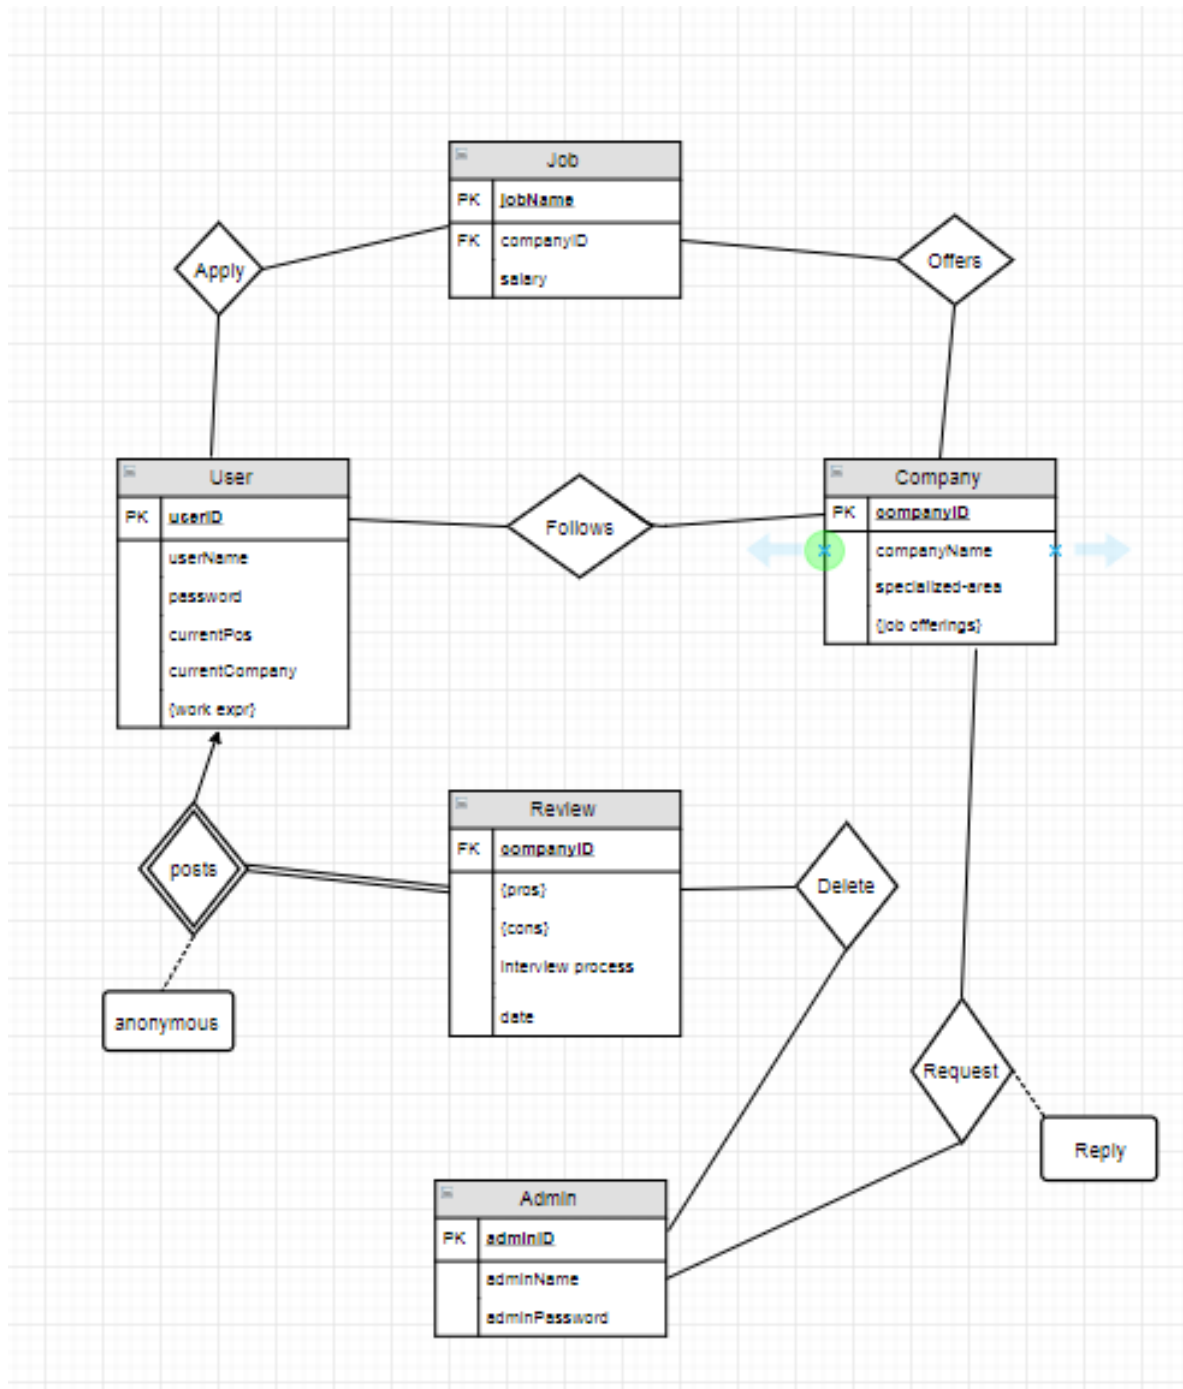 Job
PK jobName
FK companyID
salary
Apply
Offers
User
PK userID
userName
password
currentPos
currentCompany
{work expr}
Follows
Company
PK companyID
companyName
specialized-area
{job offerings}
posts
anonymous
Review
FK companyID
{pros}
{cons}
interview process
date
Delete
Request
Reply
Admin
PK adminID
adminName
adminPassword